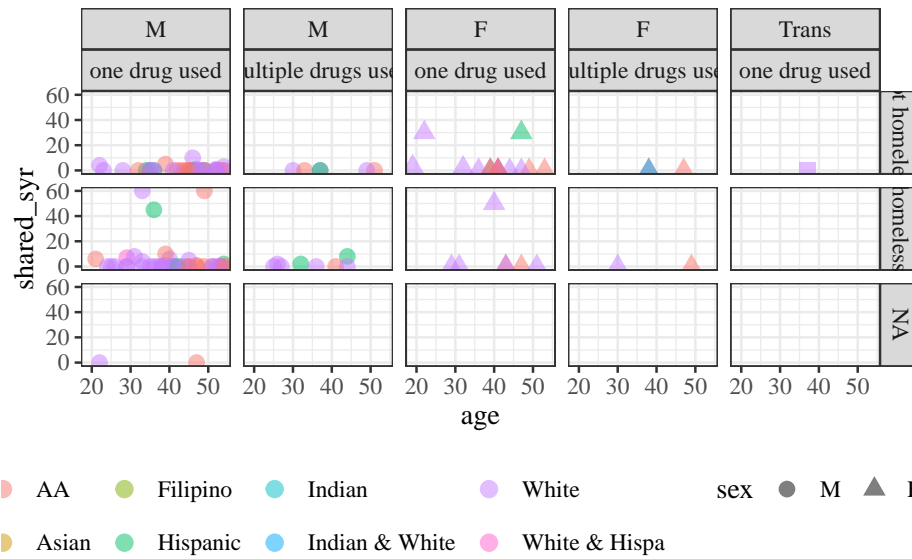 M M F F Trans
one drug used ultiple drugs use one drug used ultiple drugs use one drug used
60
40
20
0
t homele
60
40
20
0
homeless
60
40
20
0
NA
shared_syr
20 30 40 50 20 30 40 50 20 30 40 50 20 30 40 50 20 30 40 50
age
AA Filipino Indian White sex M
Asian Hispanic Indian & White White & Hispa